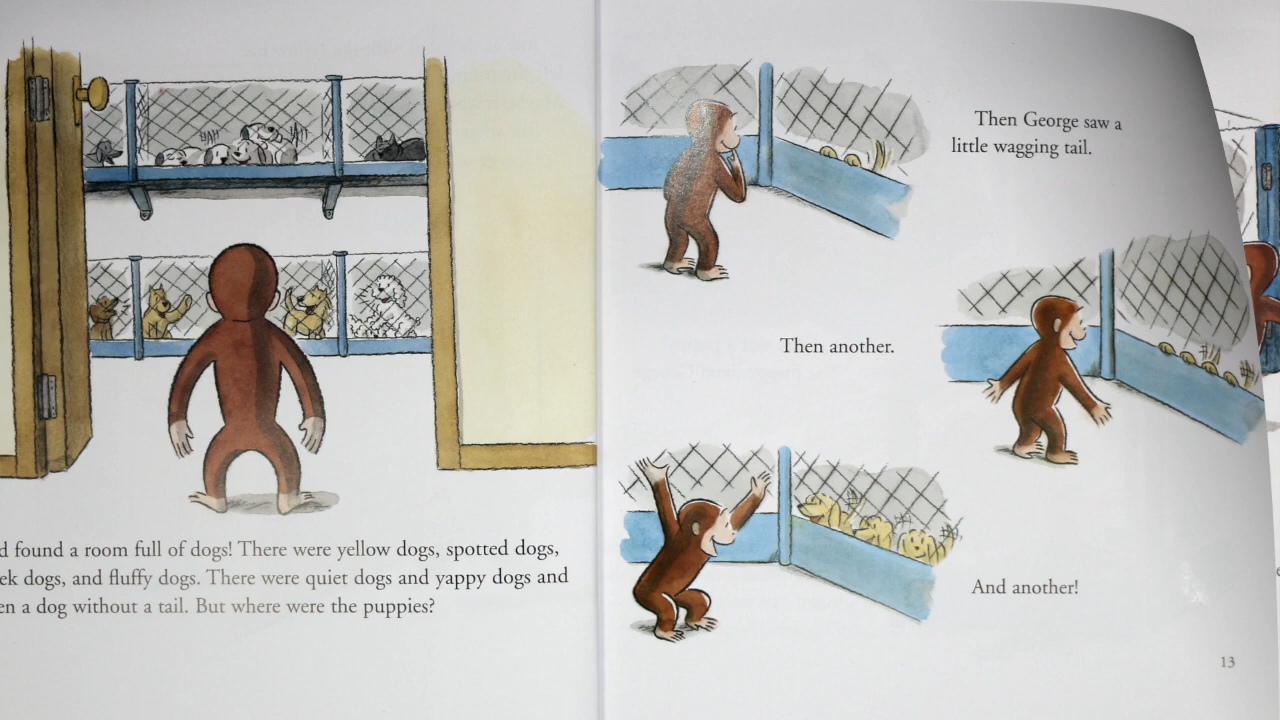 found a room full of dogs! There were yellow dogs, spotted dogs,
dogs, and fluffy dogs. There were quiet dogs and yappy dogs and
a dog without a tail. But where were the puppies?
Then George saw a
little wagging tail.
Then another.
And another!
13